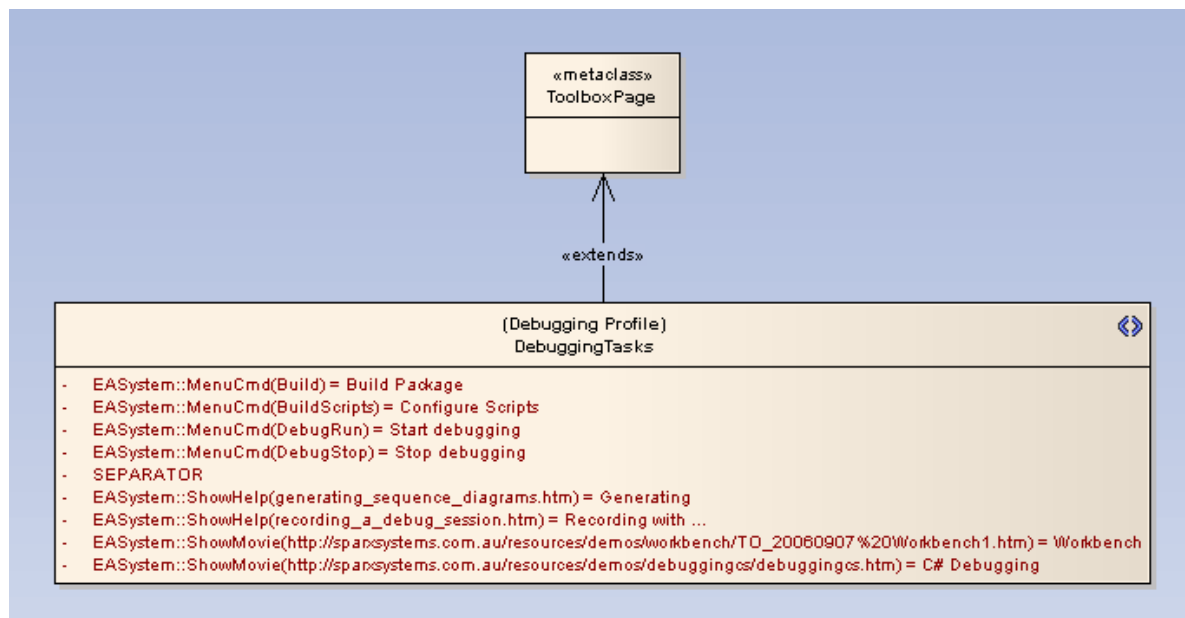 «metaclass»
ToolboxPage
«extends»
(Debugging Profile)
DebuggingTasks
- EASystem::MenuCmd(Build) = Build Package
- EASystem::MenuCmd(BuildScripts) = Configure Scripts
- EASystem::MenuCmd(DebugRun) = Start debugging
- EASystem::MenuCmd(DebugStop) = Stop debugging
- SEPARATOR
- EASystem::ShowHelp(generating_sequence_diagrams.htm) = Generating
- EASystem::ShowHelp(recording_a_debug_session.htm) = Recording with ...
- EASystem::ShowMovie(http://sparxsystems.com.au/resources/demos/workbench/TO_20060907%20Workbench1.htm) = Workbench
- EASystem::ShowMovie(http://sparxsystems.com.au/resources/demos/debuggingcs/debuggingcs.htm) = C# Debugging